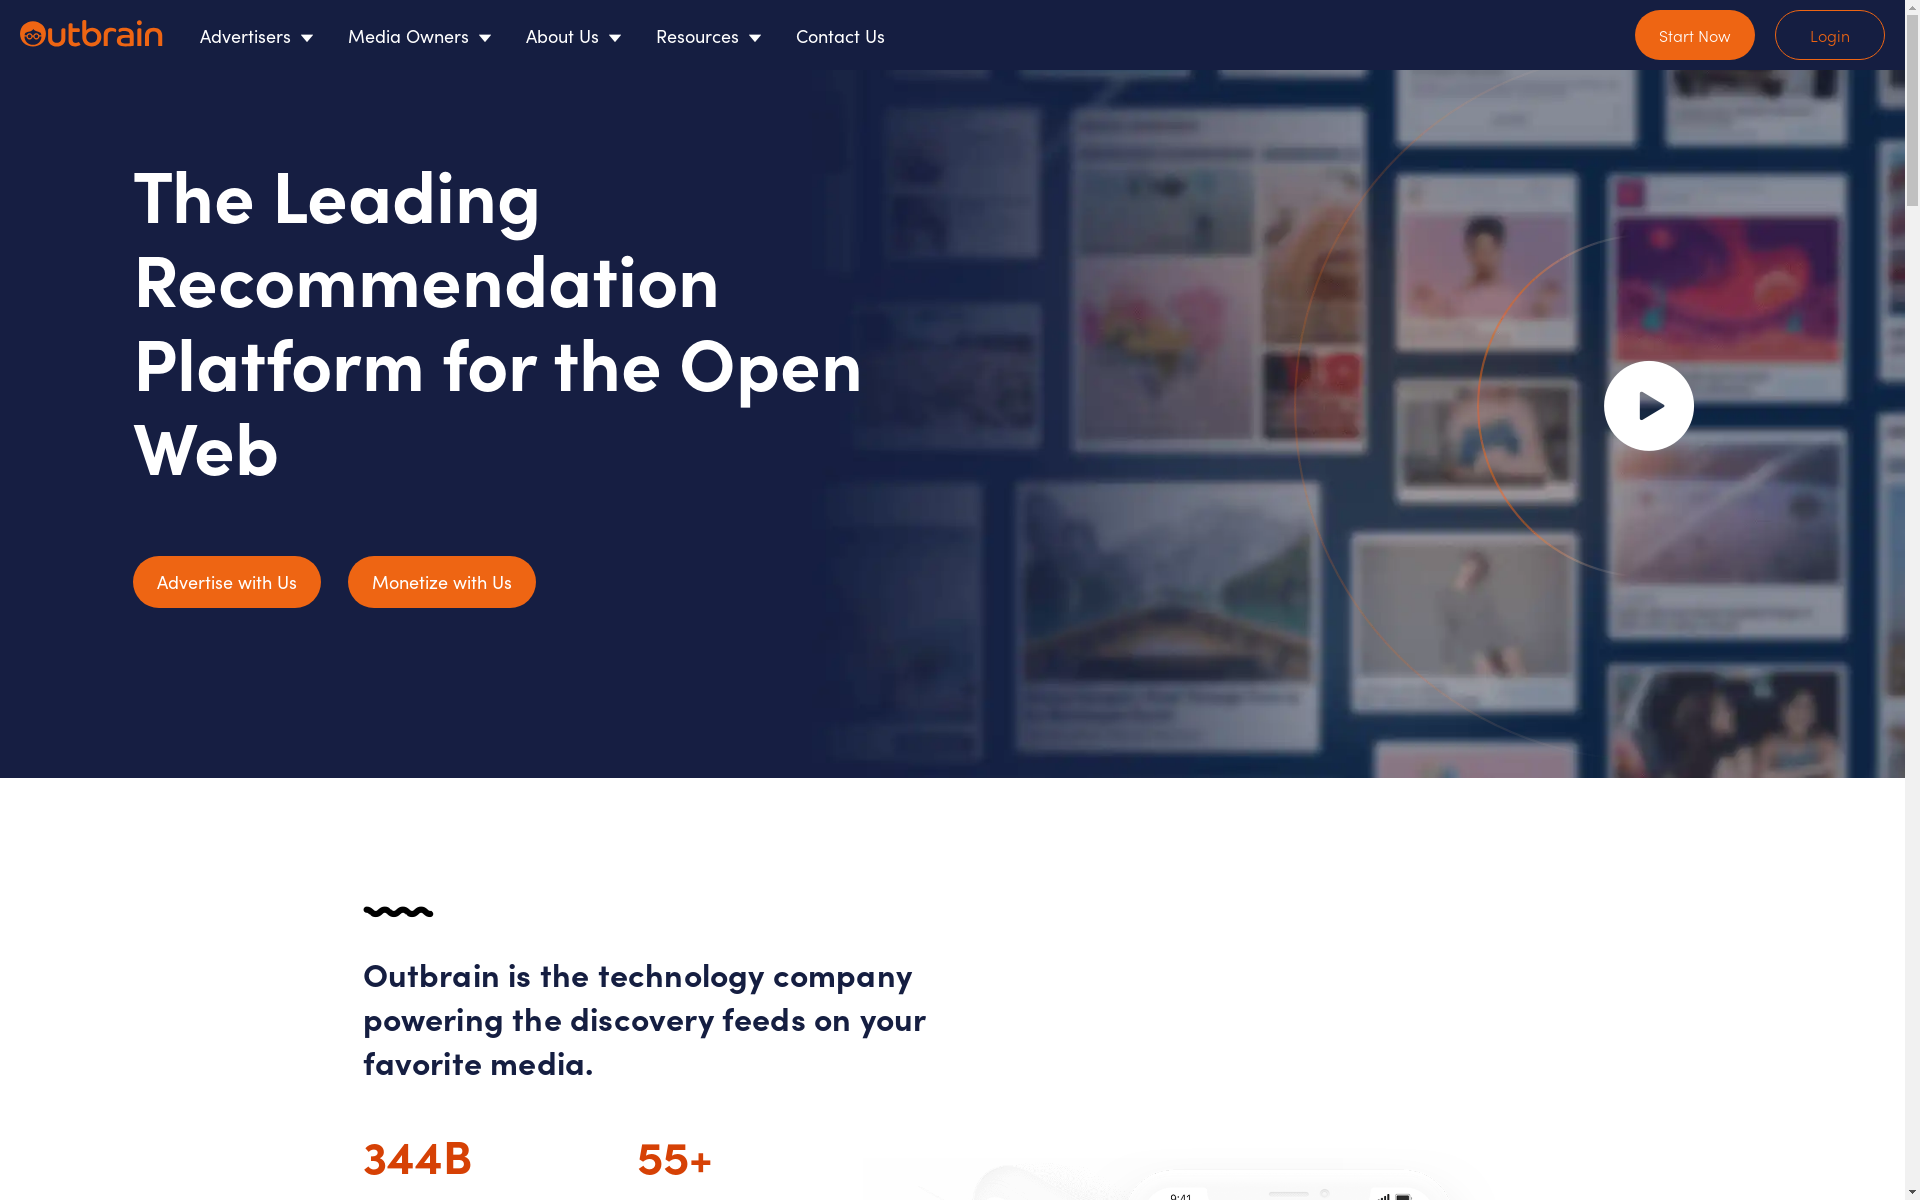 Outbrain
Advertisers
Media Owners
About Us
Resources
Contact Us
Start Now
Login
The Leading
Recommendation
Platform for the Open
Web
Advertise with Us
Monetize with Us
Outbrain is the technology company
powering the discovery feeds on your
favorite media.
344B
55+
9:41